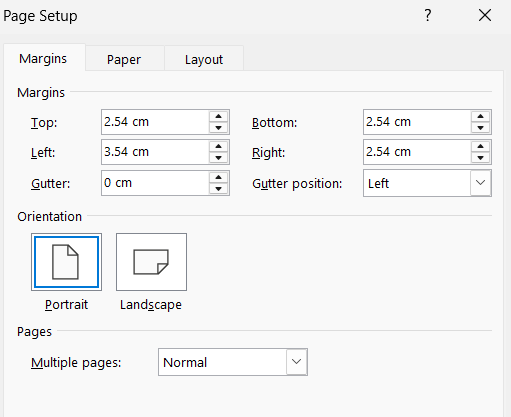 Page Setup ?
Margins Paper Layout
Margins
Top: 2.54 cm Bottom: 2.54 cm
Left: 3.54 cm Right: 2.54 cm
Gutter: 0 cm Gutter position: Left
Orientation
Portrait Landscape
Pages
Multiple pages: Normal